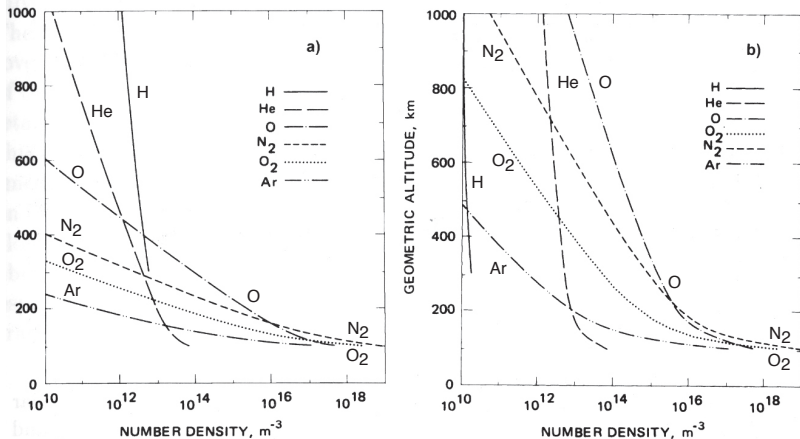 1000
800
600
400
200
0
10^10
10^12
10^14
10^16
10^18
NUMBER DENSITY, m^-3
a)
H
He
O
N2
O2
Ar
H
He
O
N2
O2
Ar
O
N2
O2
GEOMETRIC ALTITUDE, km
1000
800
600
400
200
0
10^10
10^12
10^14
10^16
10^18
NUMBER DENSITY, m^-3
b)
H
He
O
O2
N2
Ar
N2
He
O
O2
H
Ar
O
N2
O2